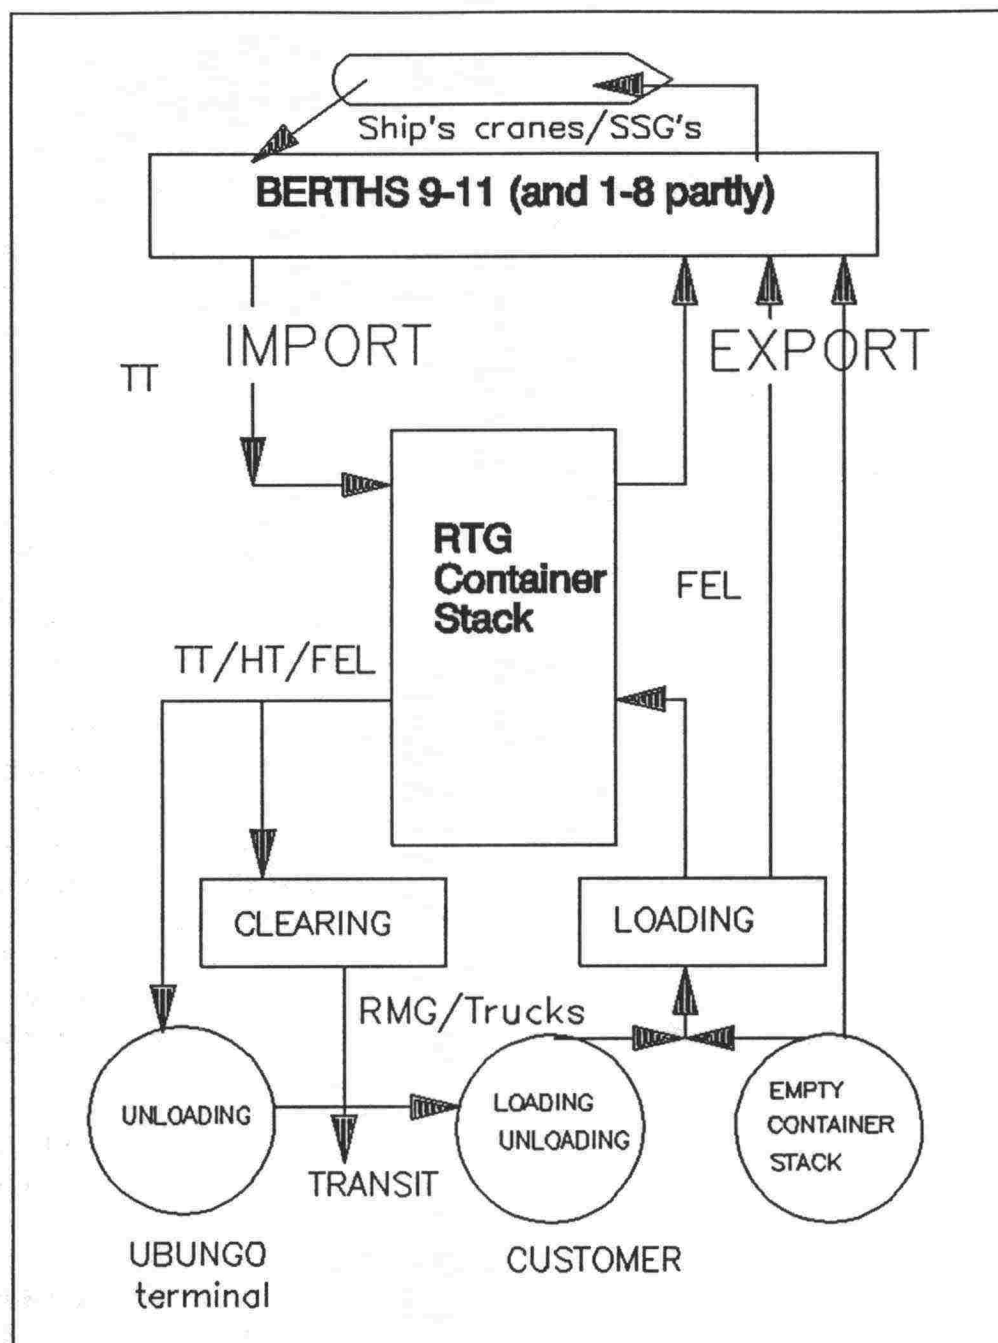 Ship's cranes/SSG's
BERTHS 9-11 (and 1-8 partly)
IMPORT
EXPORT
TT
RTG
Container
Stack
FEL
TT/HT/FEL
CLEARING
LOADING
RMG/Trucks
UNLOADING
LOADING
UNLOADING
EMPTY
CONTAINER
STACK
TRANSIT
UBUNGO
terminal
CUSTOMER